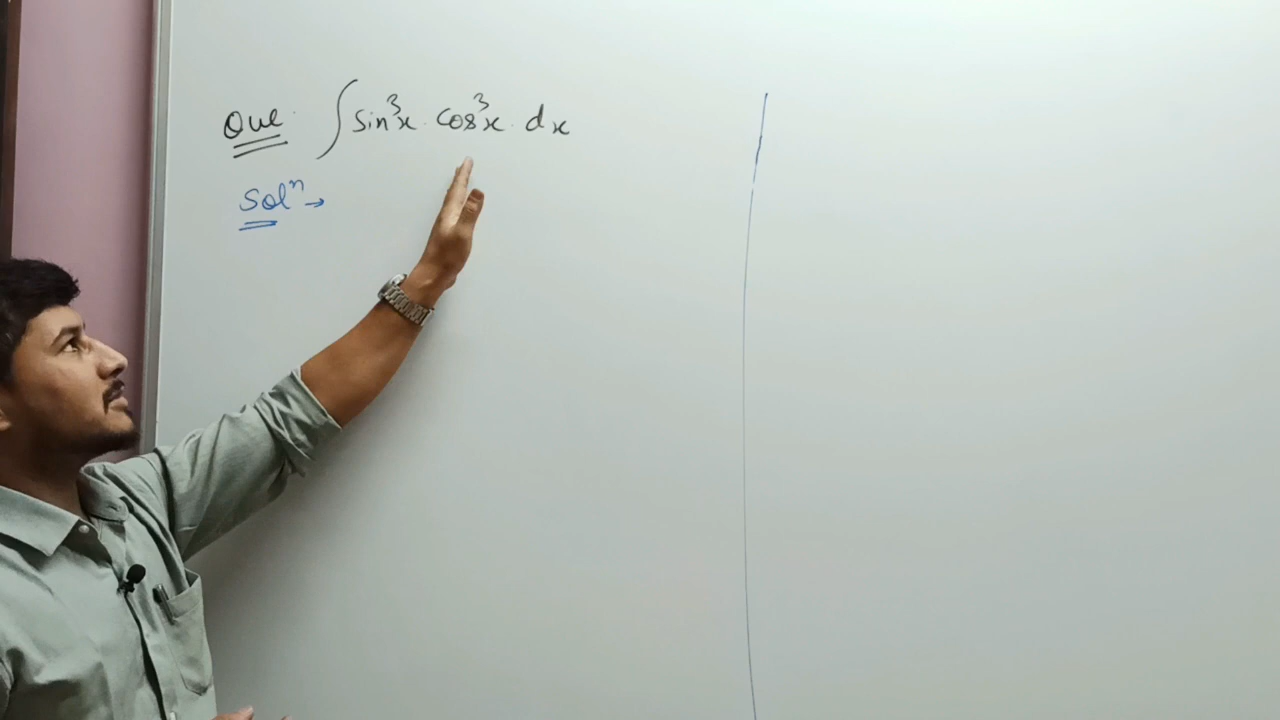 Que. ∫ sin³x . cos³x . dx
Solⁿ →